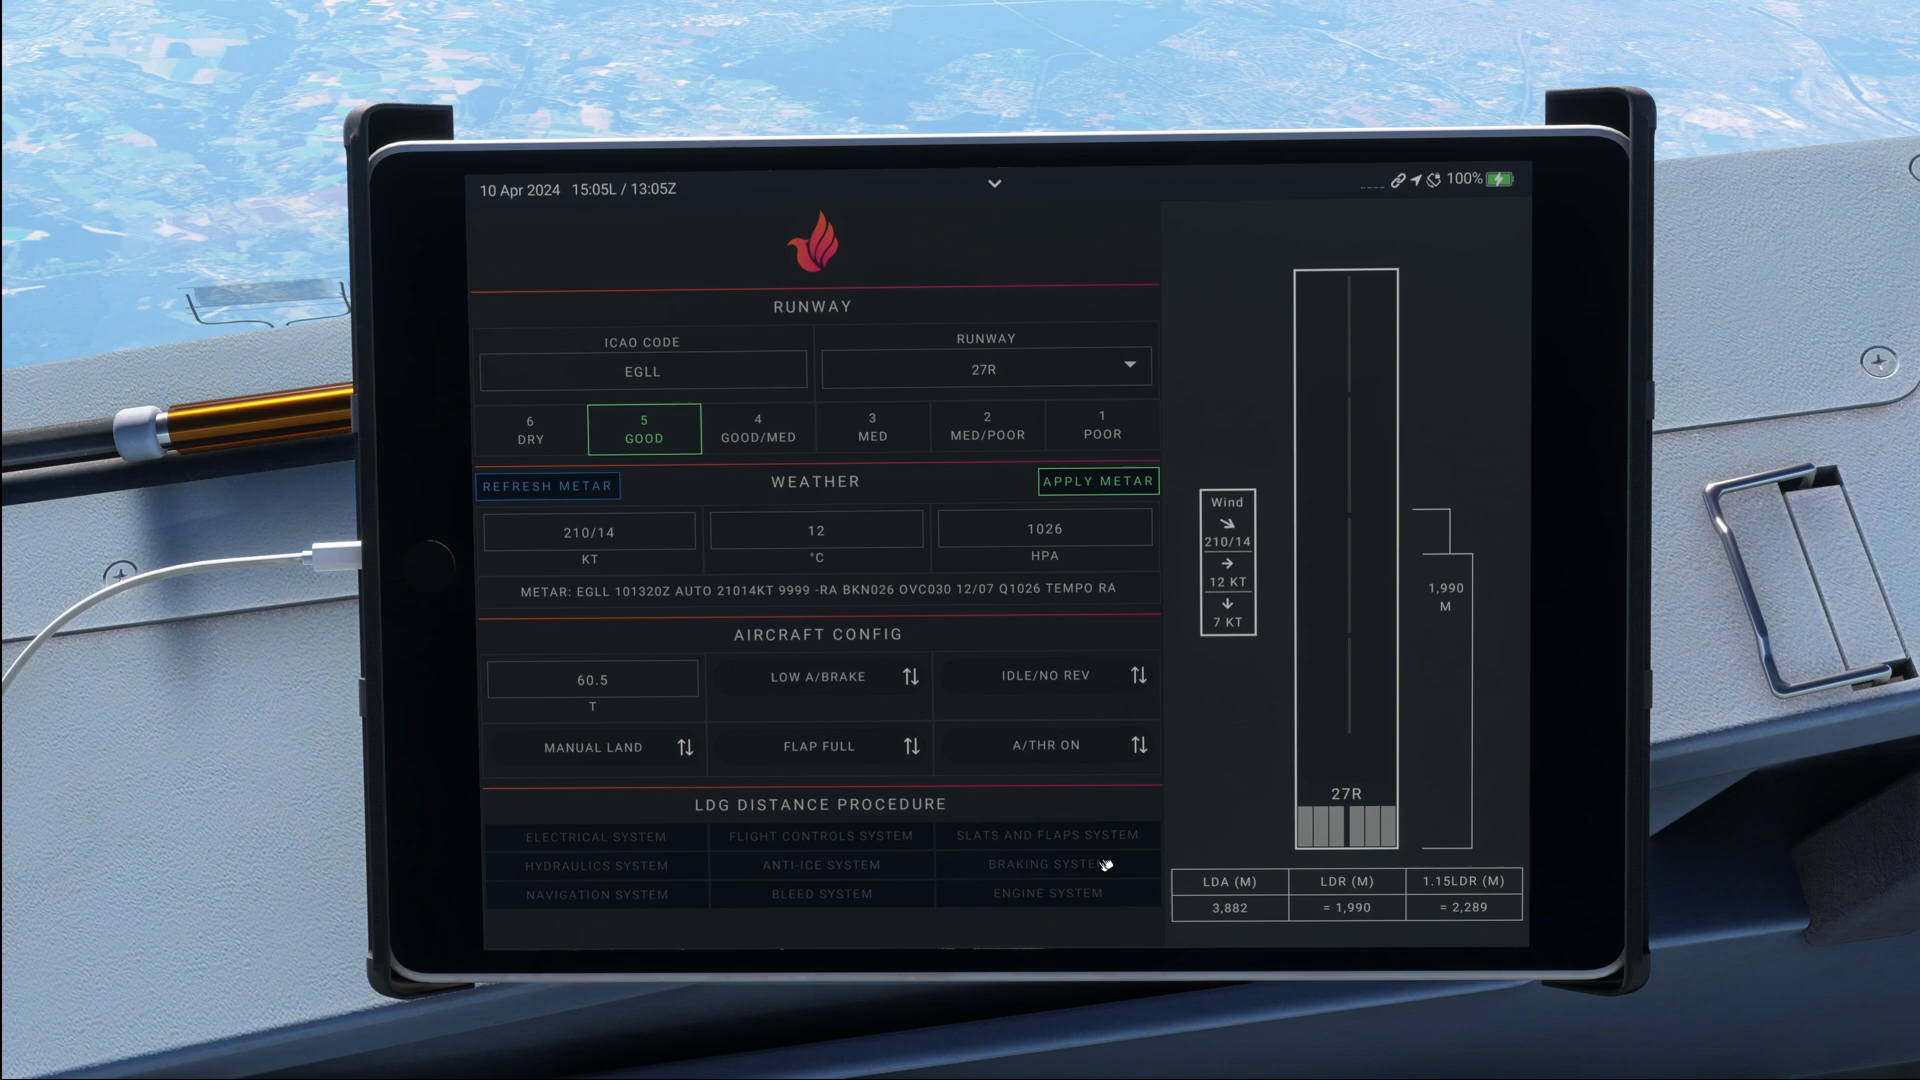 10 Apr 2024 15:05L / 13:05Z
100%
RUNWAY
ICAO CODE
RUNWAY
EGLL
27R
6 DRY
5 GOOD
4 GOOD/MED
3 MED
2 MED/POOR
1 POOR
REFRESH METAR
WEATHER
APPLY METAR
210/14
KT
12
°C
1026
HPA
METAR: EGLL 101320Z AUTO 21014KT 9999 -RA BKN026 OVC030 12/07 Q1026 TEMPO RA
AIRCRAFT CONFIG
60.5
T
LOW A/BRAKE
IDLE/NO REV
MANUAL LAND
FLAP FULL
A/THR ON
LDG DISTANCE PROCEDURE
ELECTRICAL SYSTEM
FLIGHT CONTROLS SYSTEM
SLATS AND FLAPS SYSTEM
HYDRAULICS SYSTEM
ANTI-ICE SYSTEM
BRAKING SYSTEM
NAVIGATION SYSTEM
BLEED SYSTEM
ENGINE SYSTEM
Wind
210/14
12 KT
7 KT
1,990
M
27R
LDA (M)
LDR (M)
1.15LDR (M)
3,882
= 1,990
= 2,289